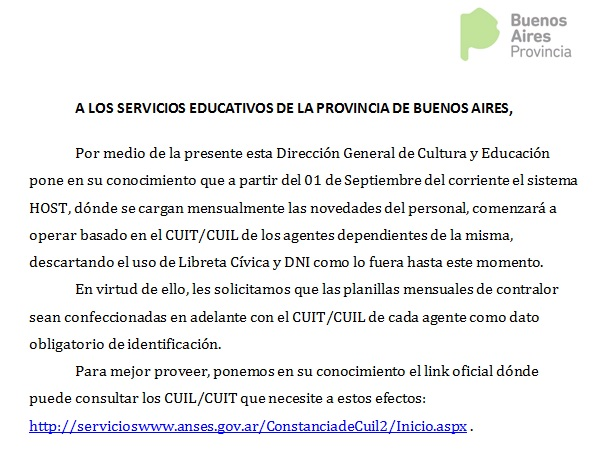 Buenos
Aires
Provincia
A LOS SERVICIOS EDUCATIVOS DE LA PROVINCIA DE BUENOS AIRES,
Por medio de la presente esta Dirección General de Cultura y Educación
pone en su conocimiento que a partir del 01 de Septiembre del corriente el sistema
HOST, dónde se cargan mensualmente las novedades del personal, comenzará a
operar basado en el CUIT/CUIL de los agentes dependientes de la misma,
descartando el uso de Libreta Cívica y DNI como lo fuera hasta este momento.
En virtud de ello, les solicitamos que las planillas mensuales de contralor
sean confeccionadas en adelante con el CUIT/CUIL de cada agente como dato
obligatorio de identificación.
Para mejor proveer, ponemos en su conocimiento el link oficial dónde
puede consultar los CUIL/CUIT que necesite a estos efectos:
http://servicioswww.anses.gov.ar/ConstanciadeCuil2/Inicio.aspx .